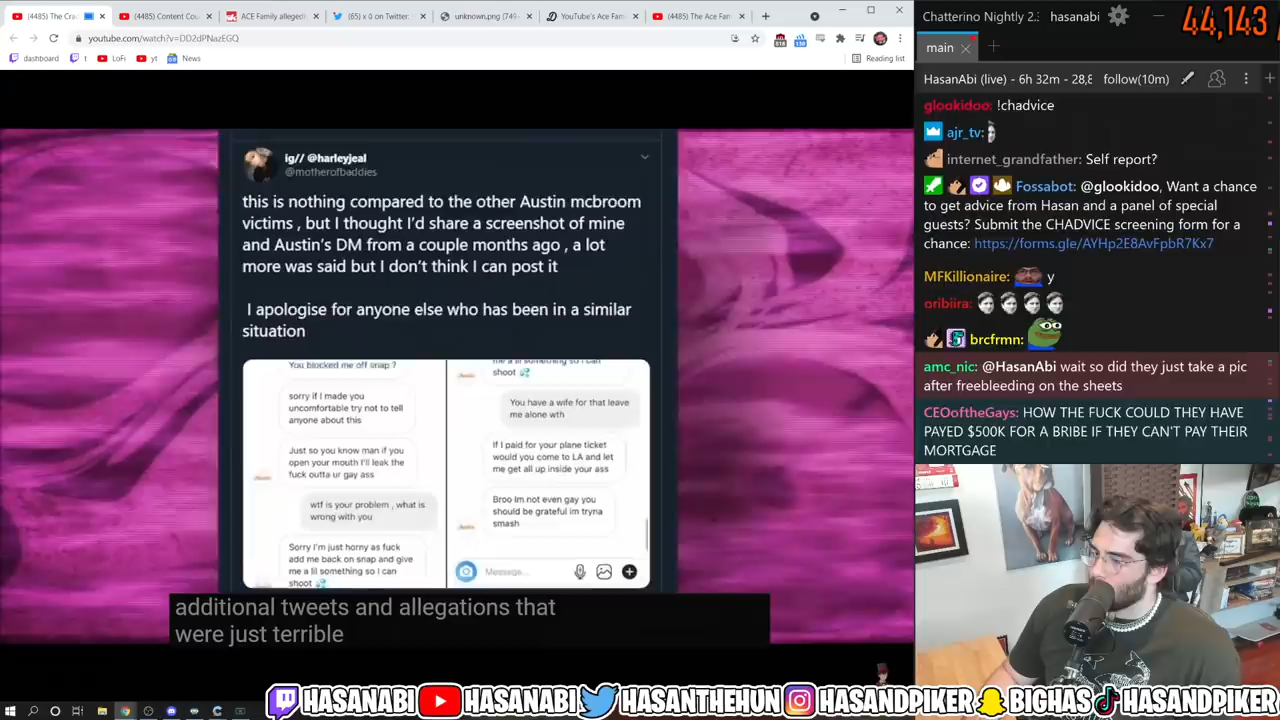 (4485) The Cra
(4485) Content Cou
ACE Family alleged
(65) x 0 on Twitter:
unknown.png (749
YouTube's Ace Fam
(4485) The Ace Fam
youtube.com/watch?v=DD2dPNazEGQ
dashboard
t
LoFi
yt
News
Reading list
ig// @harleyjeal
@motherofbaddies
this is nothing compared to the other Austin mcbroom
victims , but I thought I'd share a screenshot of mine
and Austin's DM from a couple months ago , a lot
more was said but I don't think I can post it
I apologise for anyone else who has been in a similar
situation
You blocked me off snap ?
sorry if I made you
uncomfortable try not to tell
anyone about this
Just so you know man if you
open your mouth I'll leak the
fuck outta ur gay ass
wtf is your problem , what is
wrong with you
Sorry I'm just horny as fuck
add me back on snap and give
me a lil something so I can
shoot
me a lil something so I can
shoot
You have a wife for that leave
me alone wth
If I paid for your plane ticket
would you come to LA and let
me get all up inside your ass
Broo Im not even gay you
should be grateful im tryna
smash
Message...
additional tweets and allegations that
were just terrible
Chatterino Nightly 2.
hasanabi
44,143
main
HasanAbi (live) - 6h 32m - 28,8
follow(10m)
glookidoo: !chadvice
ajr_tv:
internet_grandfather: Self report?
Fossabot: @glookidoo, Want a chance
to get advice from Hasan and a panel of special
guests? Submit the CHADVICE screening form for a
chance: https://forms.gle/AYHp2E8AvFpbR7Kx7
MFKillionaire: y
oribiira:
brcfrmn:
amc_nic: @HasanAbi wait so did they just take a pic
after freebleeding on the sheets
CEOoftheGays: HOW THE FUCK COULD THEY HAVE
PAYED $500K FOR A BRIBE IF THEY CAN'T PAY THEIR
MORTGAGE
HASANABI
HASANABI
HASANTHEHUN
HASANDPIKER
BIGHAS
HASANDPIKER